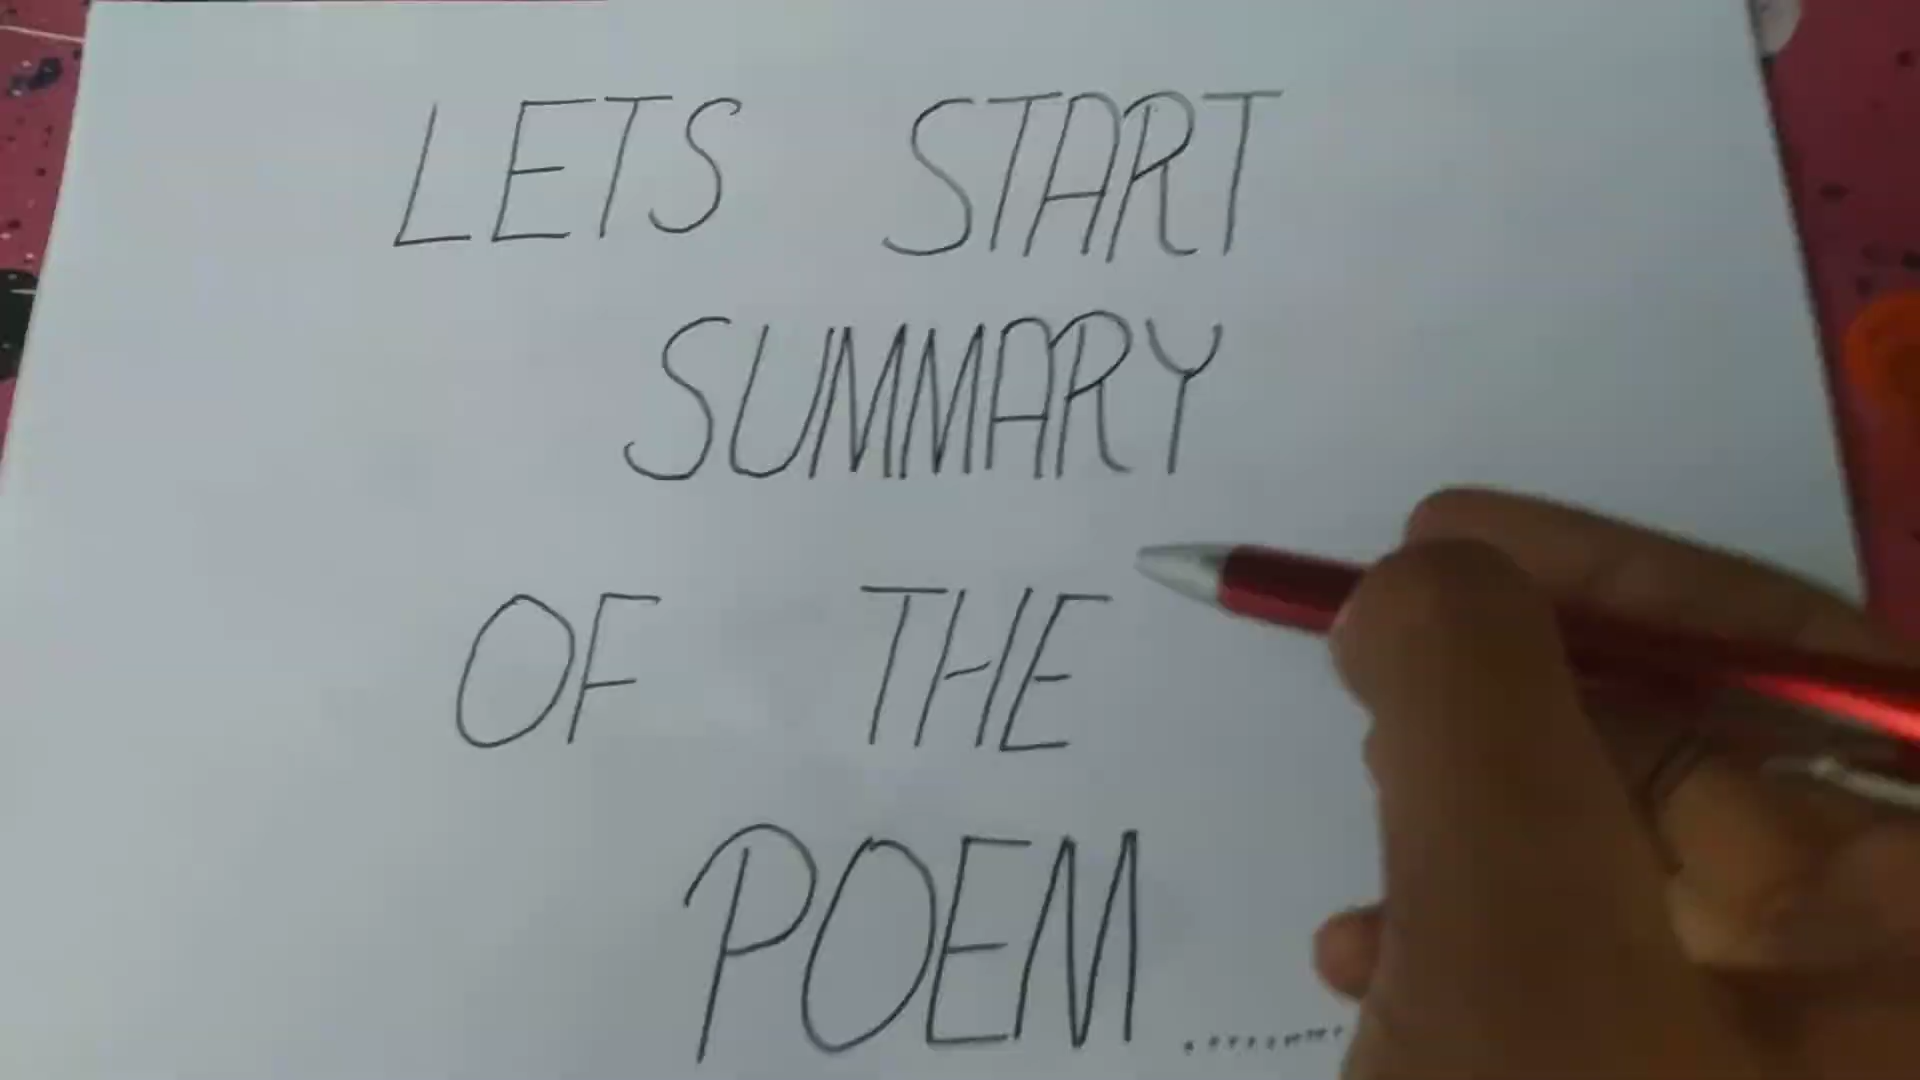 LETS START
SUMMARY
OF THE
POEM..........